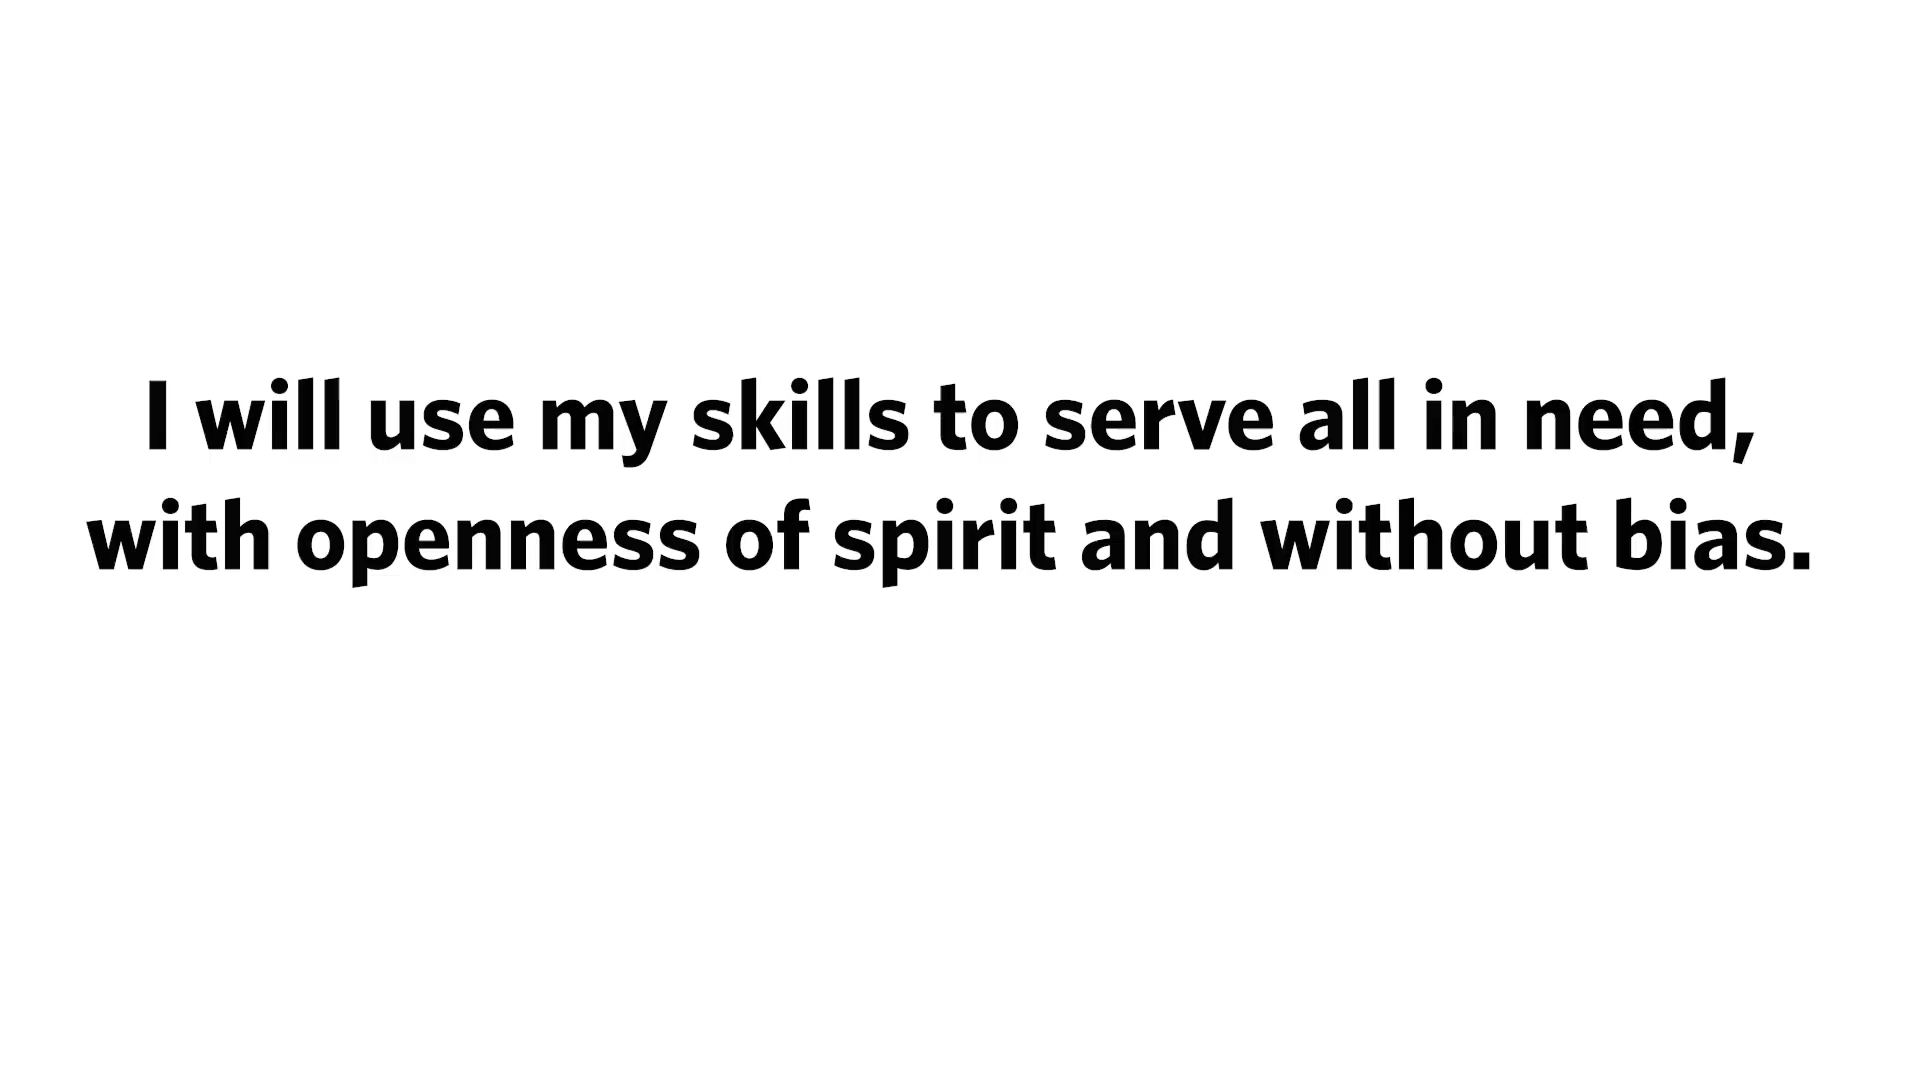 I will use my skills to serve all in need,
with openness of spirit and without bias.